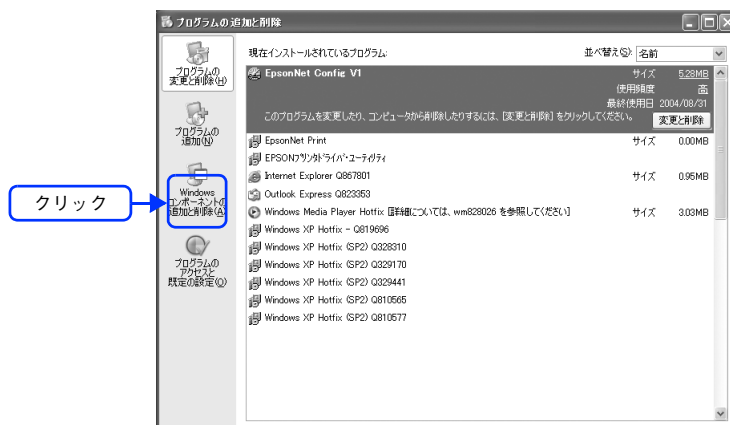 プログラムの追加と削除
プログラムの
変更と削除(H)
プログラムの
追加(N)
Windows
コンポーネントの
追加と削除(A)
プログラムの
アクセスと
既定の設定(O)
クリック
現在インストールされているプログラム:
並べ替え(S): 名前
EpsonNet Config V1
サイズ 5.28MB
使用頻度 高
最終使用日 2004/08/31
このプログラムを変更したり、コンピュータから削除したりするには、[変更と削除] をクリックしてください。
変更と削除
EpsonNet Print サイズ 0.00MB
EPSONプリンタドライバ・ユーティリティ
Internet Explorer Q867801 サイズ 0.95MB
Outlook Express Q823353
Windows Media Player Hotfix [詳細については、wm828026 を参照してください] サイズ 3.03MB
Windows XP Hotfix - Q819696
Windows XP Hotfix (SP2) Q328310
Windows XP Hotfix (SP2) Q329170
Windows XP Hotfix (SP2) Q329441
Windows XP Hotfix (SP2) Q810565
Windows XP Hotfix (SP2) Q810577